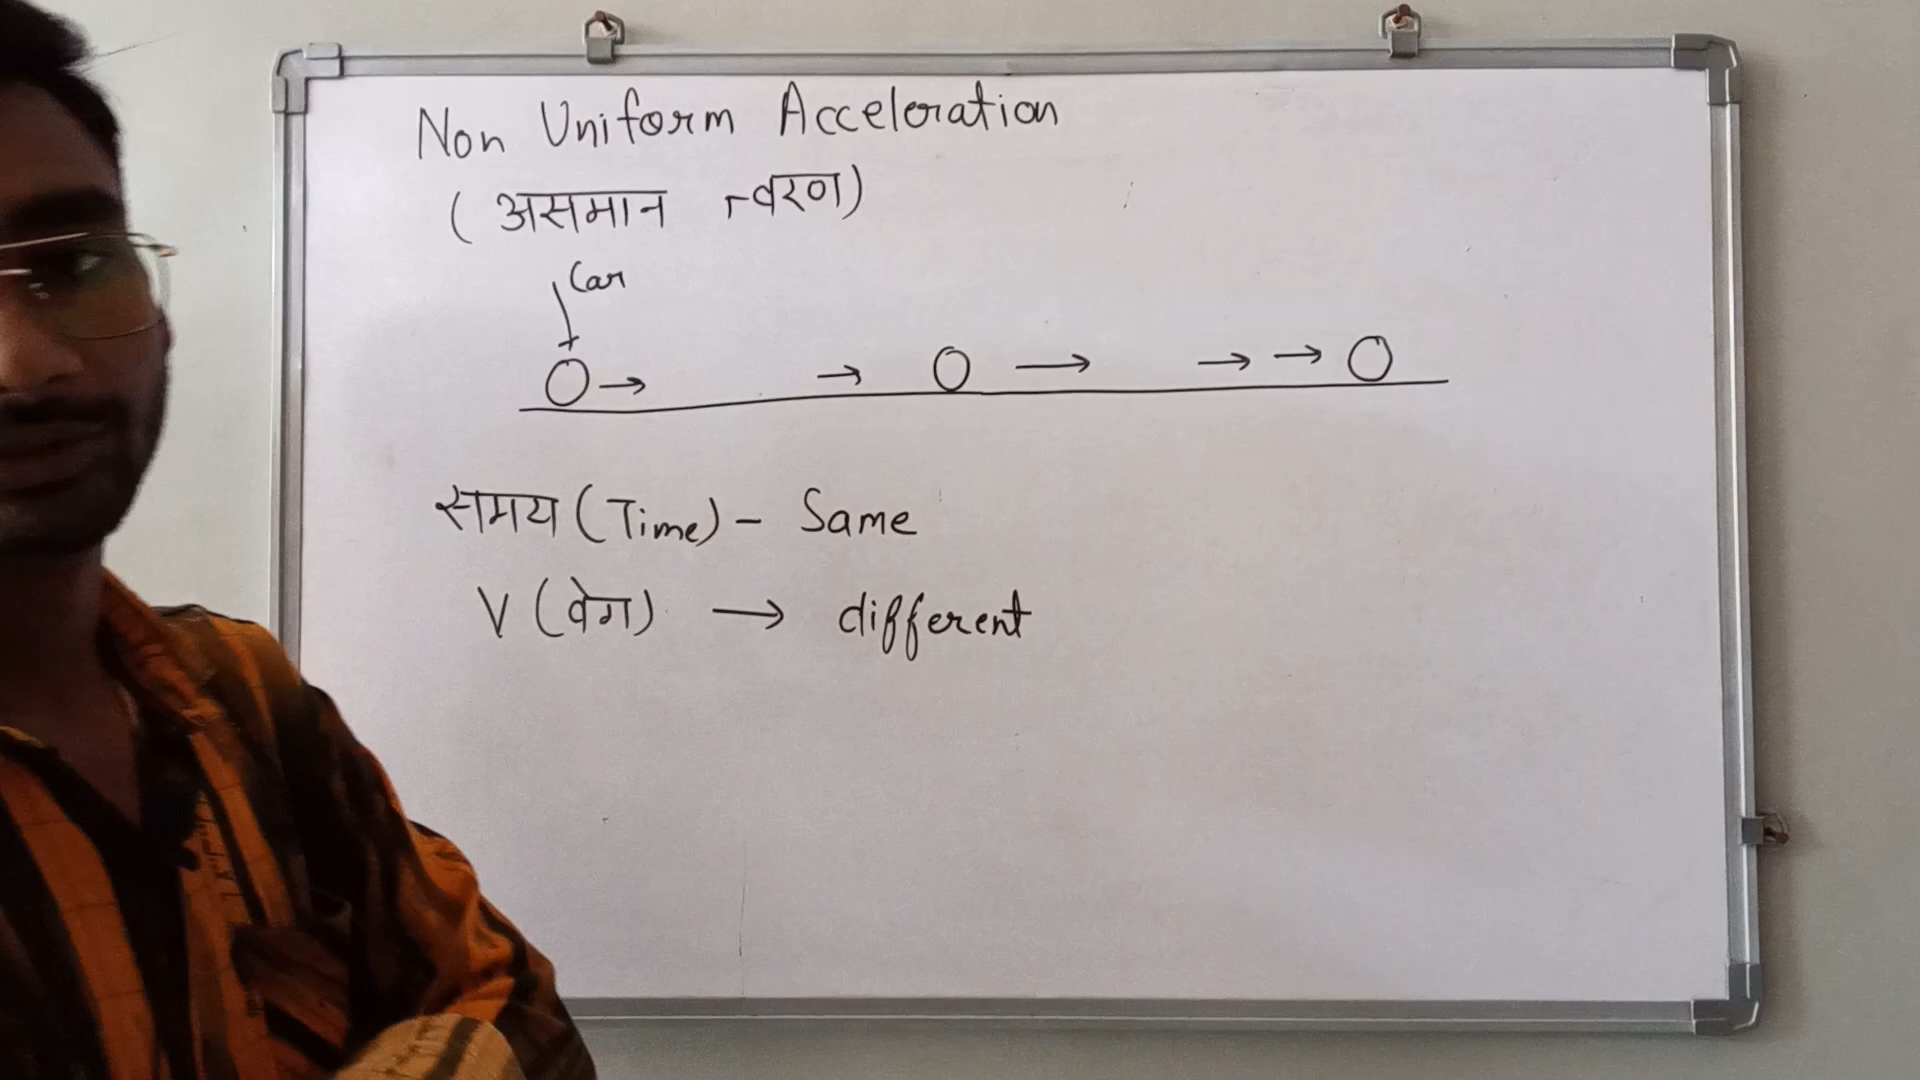 Non Uniform Acceleration
(असमान त्वरण)
Car
समय (Time) - Same
V (वेग) → different